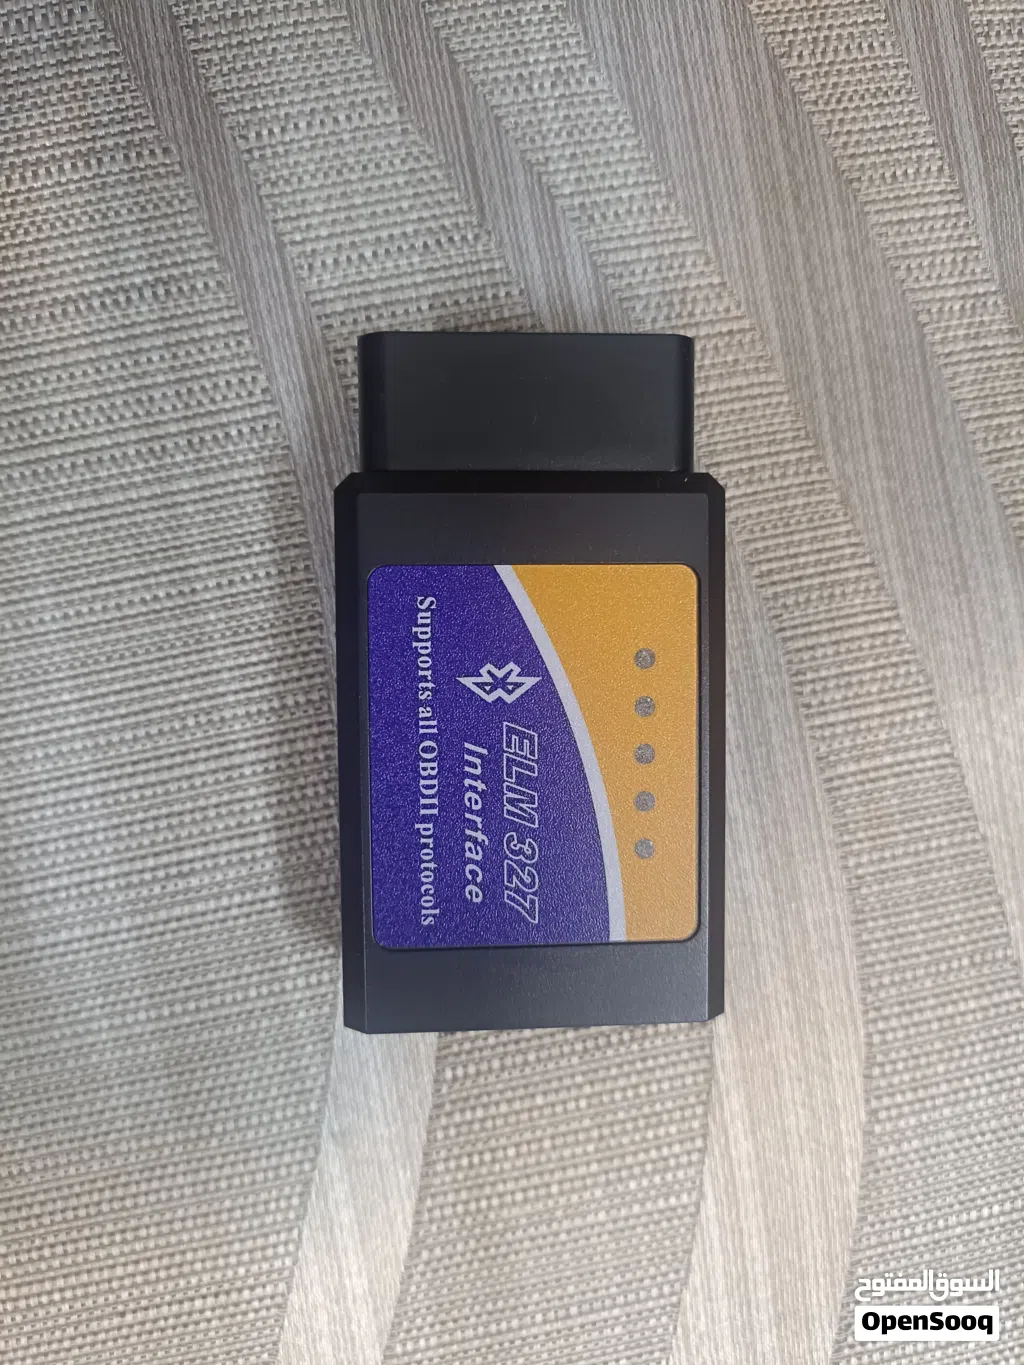 ELM 327
Interface
Supports all OBDII protocols
السوق المفتوح
OpenSooq